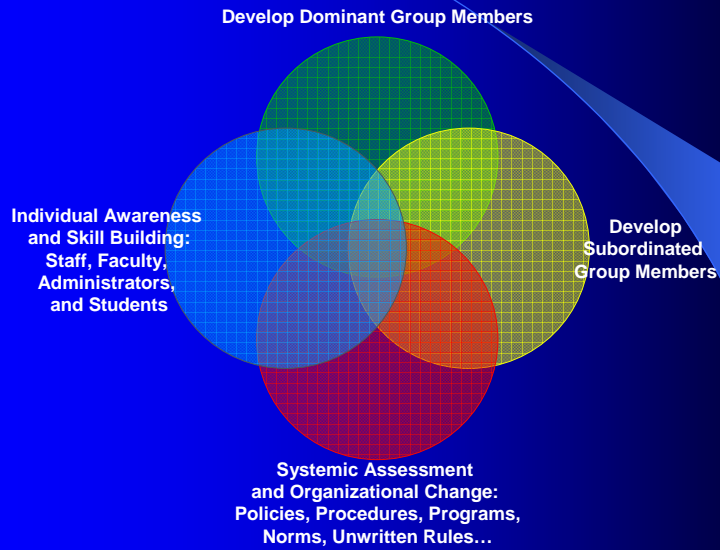 Develop Dominant Group Members
Individual Awareness
and Skill Building:
Staff, Faculty,
Administrators,
and Students
Develop
Subordinated
Group Members
Systemic Assessment
and Organizational Change:
Policies, Procedures, Programs,
Norms, Unwritten Rules…